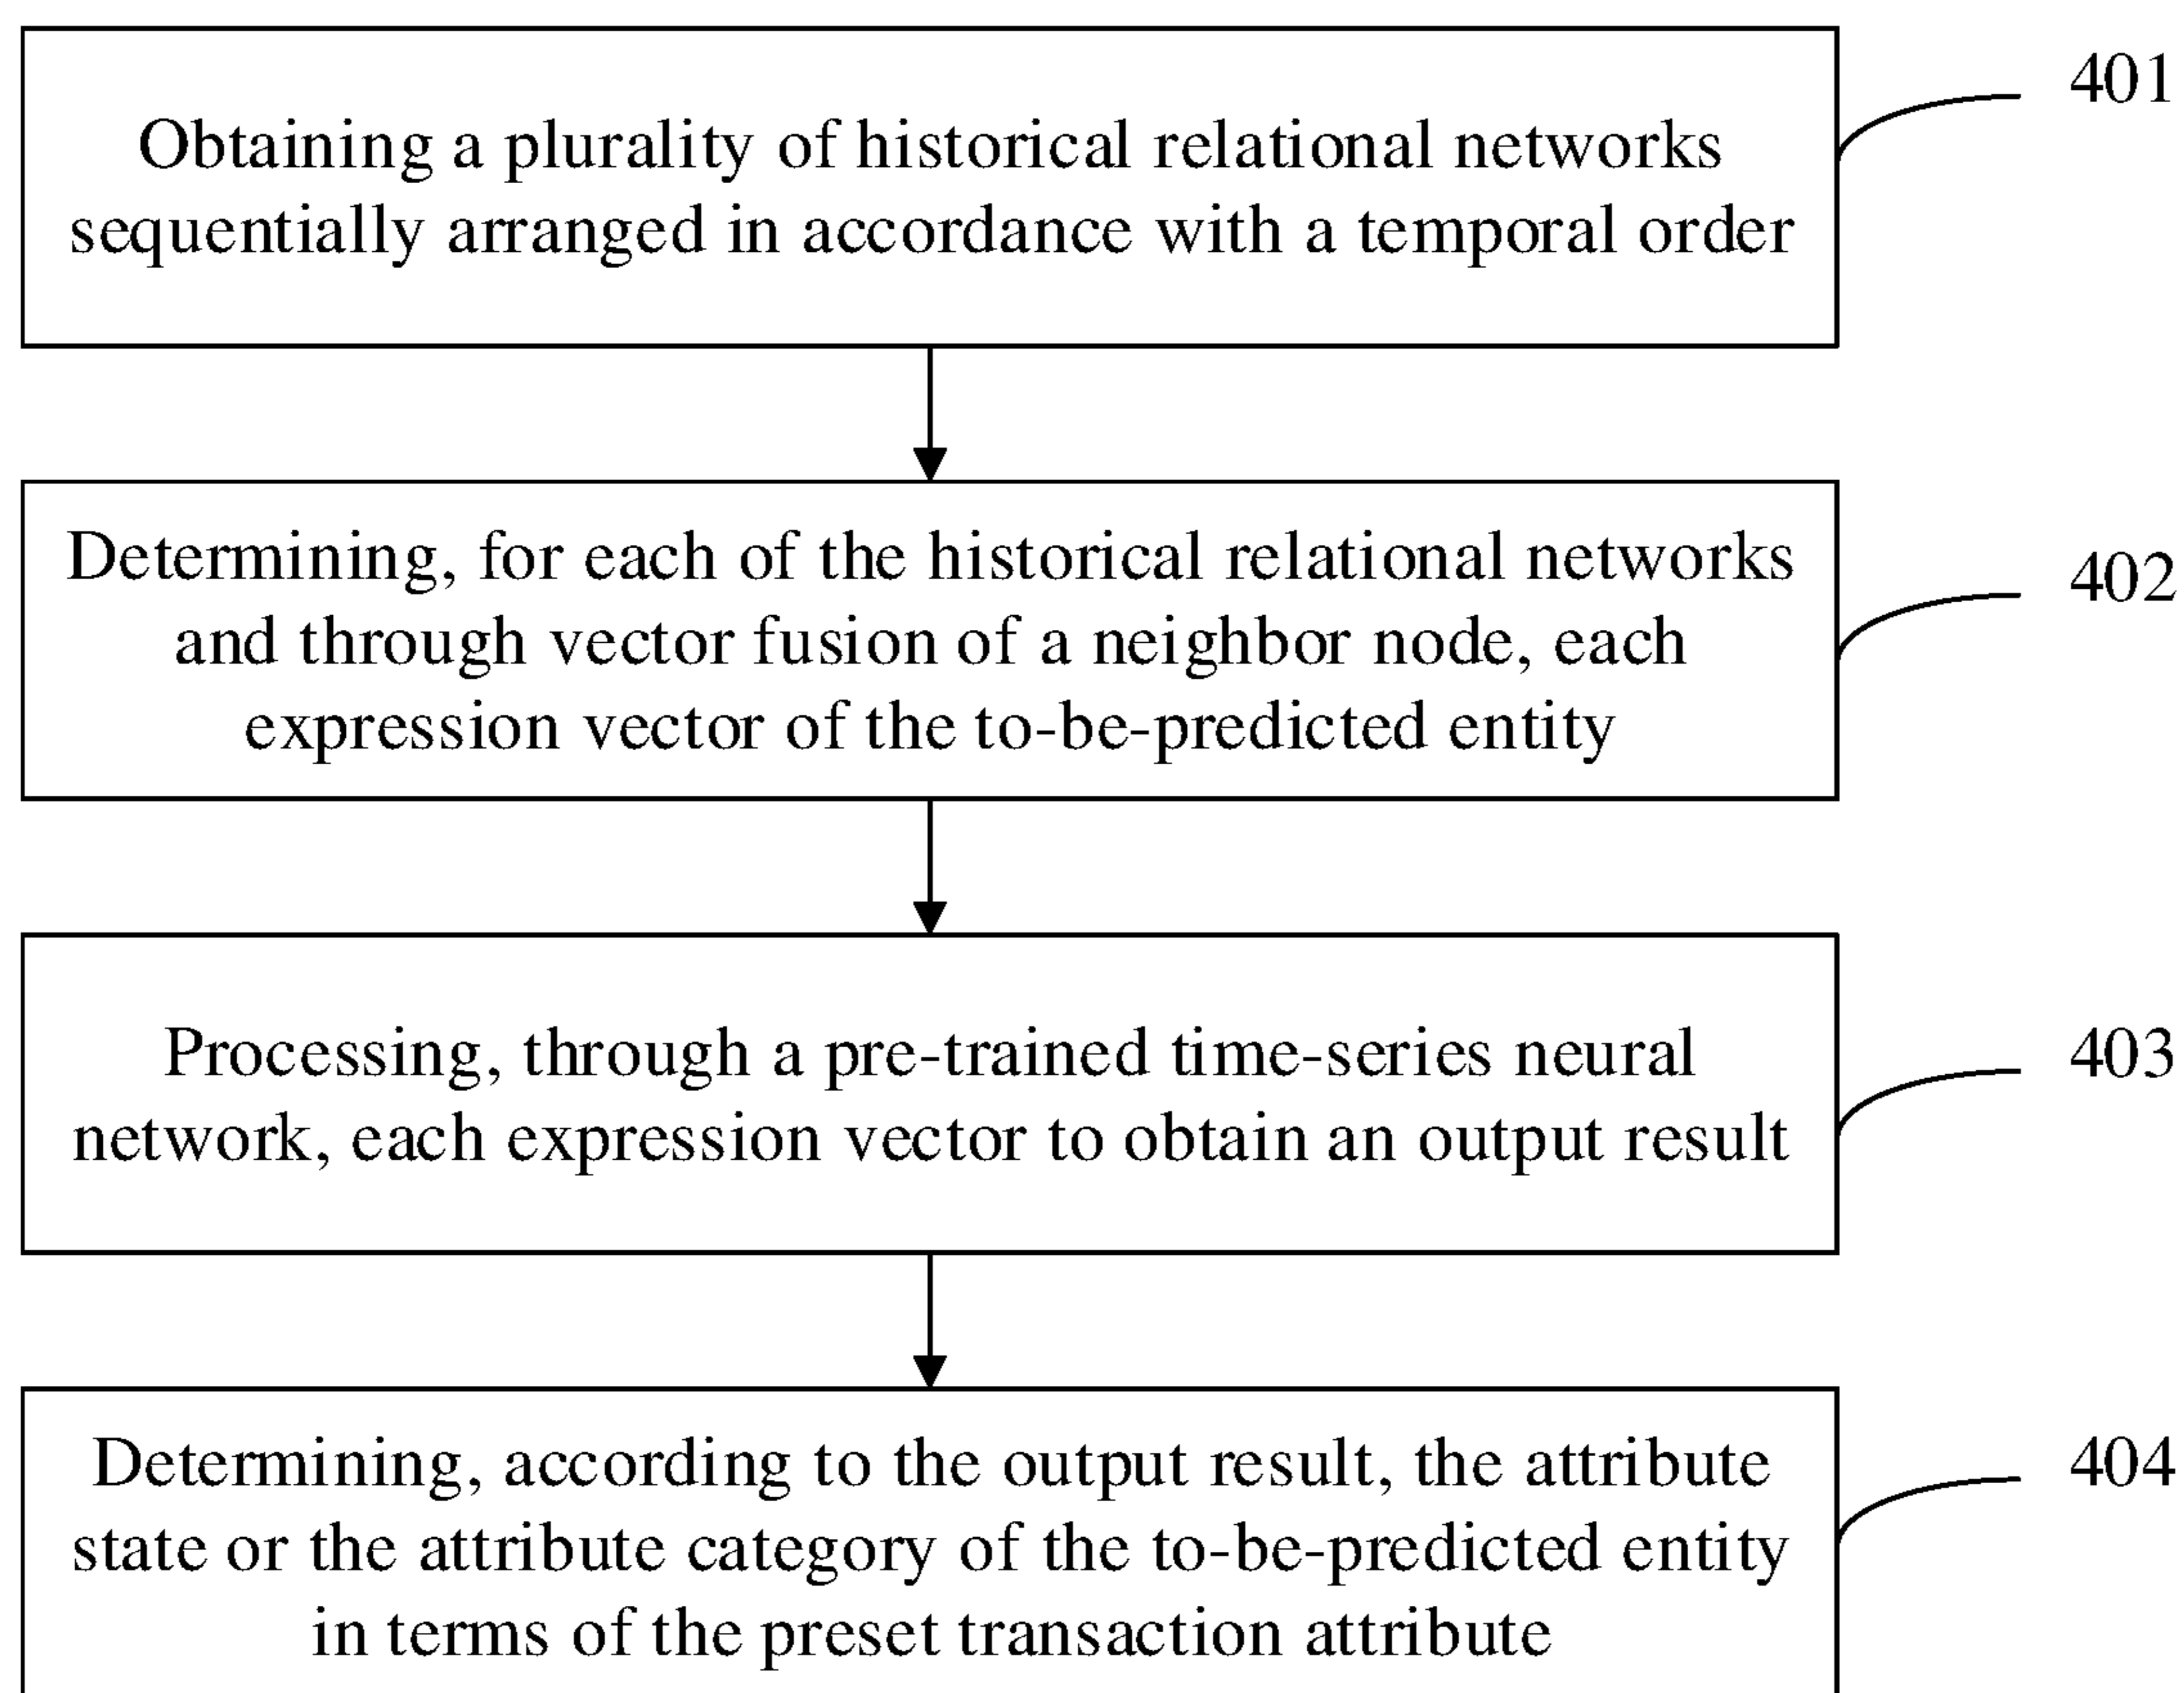 Obtaining a plurality of historical relational networks
sequentially arranged in accordance with a temporal order
401
Determining, for each of the historical relational networks
and through vector fusion of a neighbor node, each
expression vector of the to-be-predicted entity
402
Processing, through a pre-trained time-series neural
network, each expression vector to obtain an output result
403
Determining, according to the output result, the attribute
state or the attribute category of the to-be-predicted entity
in terms of the preset transaction attribute
404